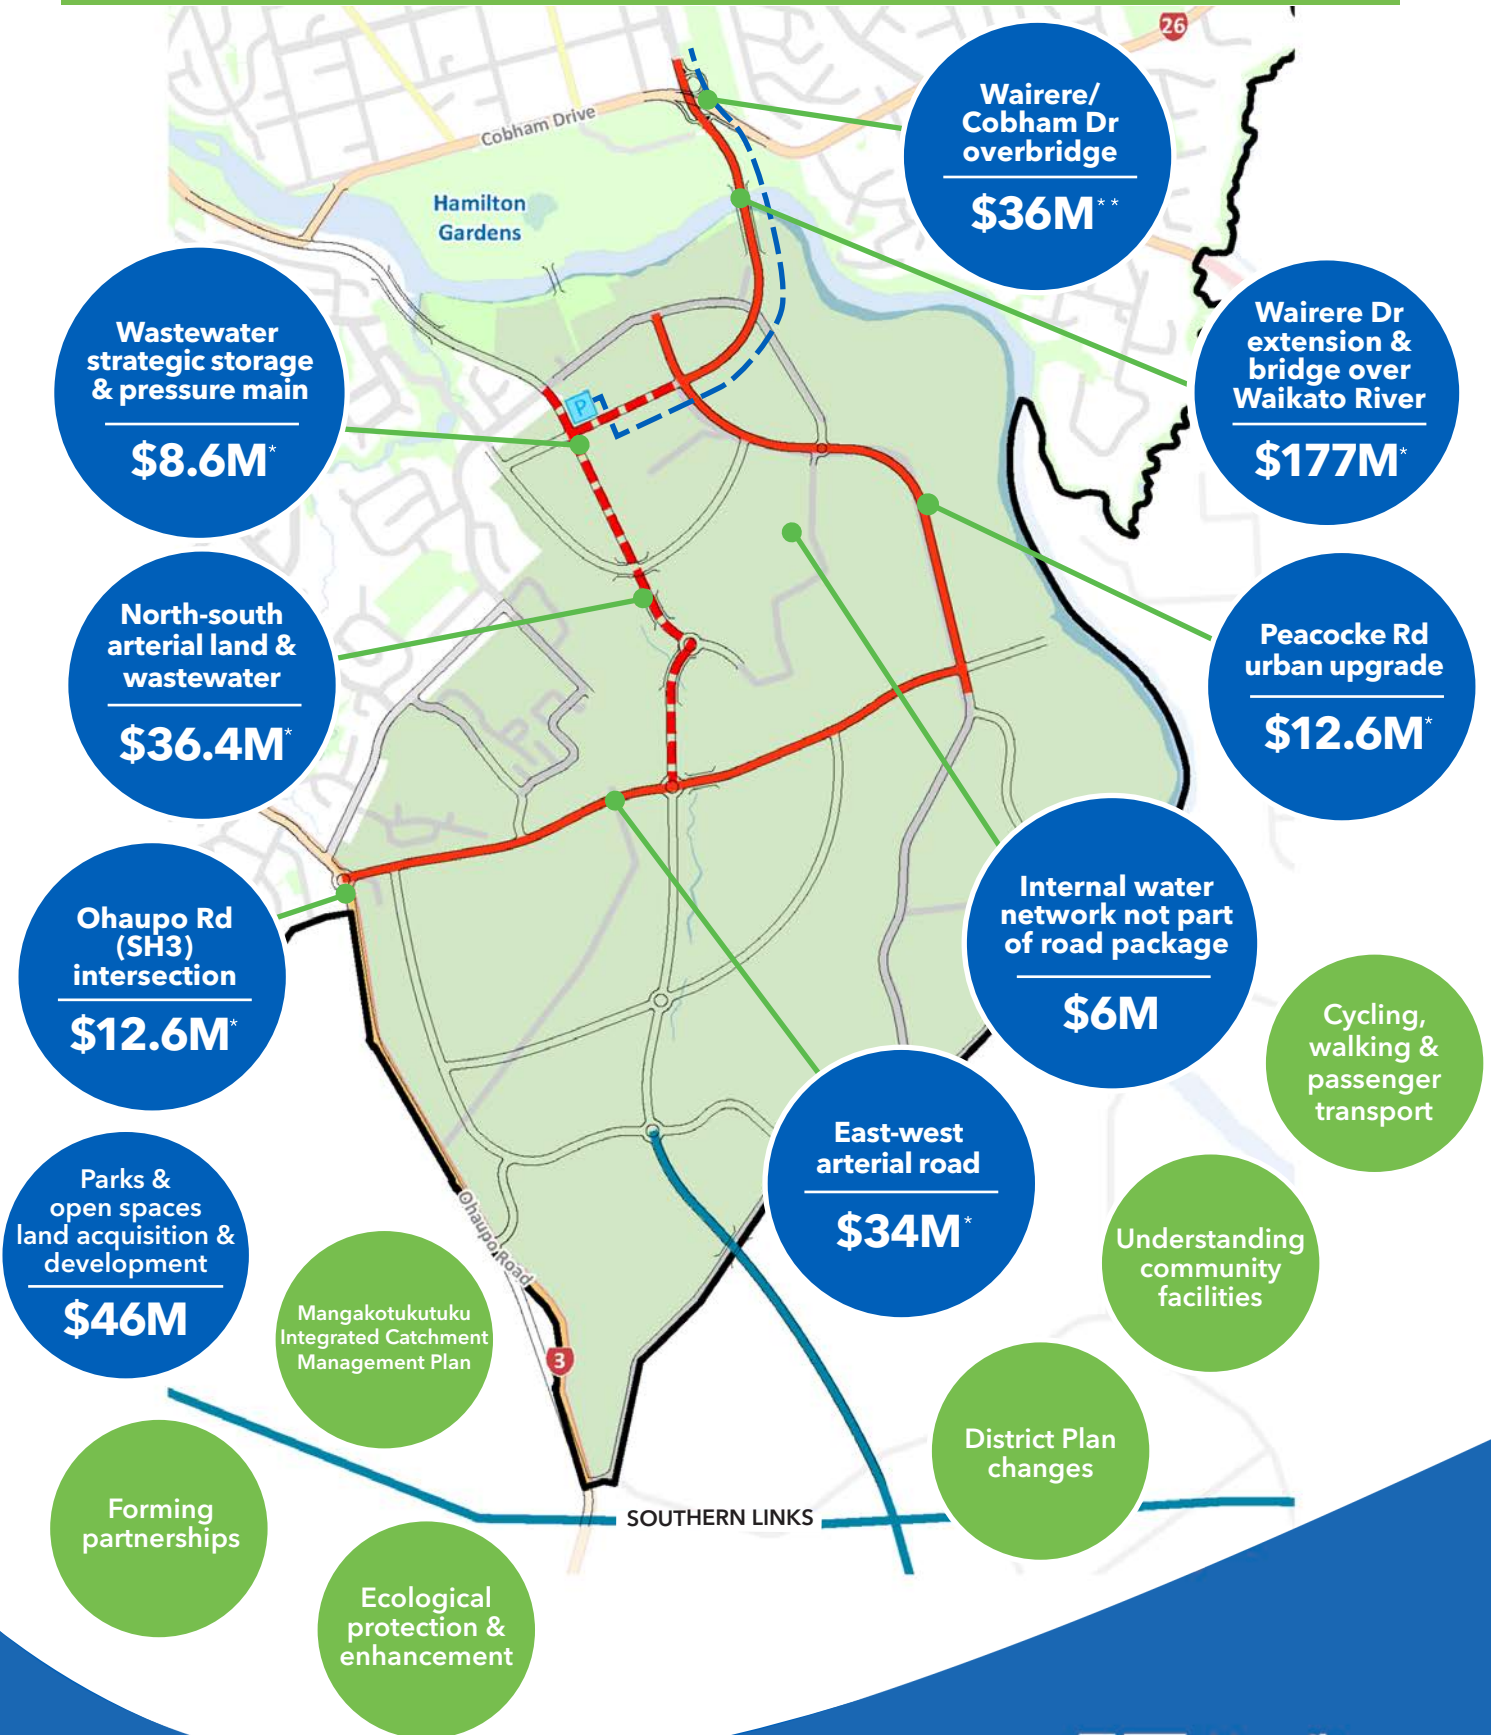 26
Wairere/
Cobham Dr
overbridge
$36M**
Cobham Drive
Hamilton
Gardens
Wastewater
strategic storage
& pressure main
$8.6M*
Wairere Dr
extension &
bridge over
Waikato River
$177M*
P
North-south
arterial land &
wastewater
$36.4M*
Peacocke Rd
urban upgrade
$12.6M*
Ohaupo Rd
(SH3)
intersection
$12.6M*
Internal water
network not part
of road package
$6M
Cycling,
walking &
passenger
transport
East-west
arterial road
$34M*
Parks &
open spaces
land acquisition &
development
$46M
Ohaupo Road
Understanding
community
facilities
Mangakotukutuku
Integrated Catchment
Management Plan
3
District Plan
changes
Forming
partnerships
SOUTHERN LINKS
Ecological
protection &
enhancement